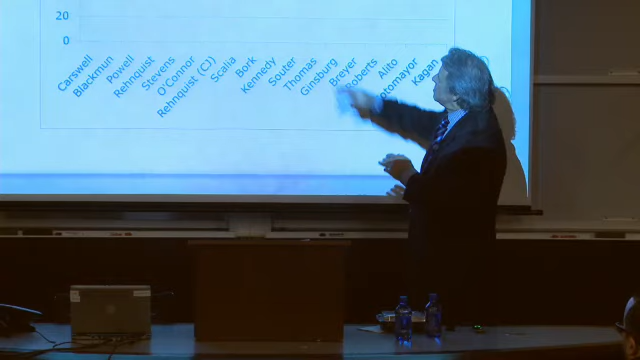 20
0
Carswell
Blackmun
Powell
Rehnquist
Stevens
O'Connor
Rehnquist (CJ)
Scalia
Bork
Kennedy
Souter
Thomas
Ginsburg
Breyer
Roberts
Alito
otomayor
Kagan